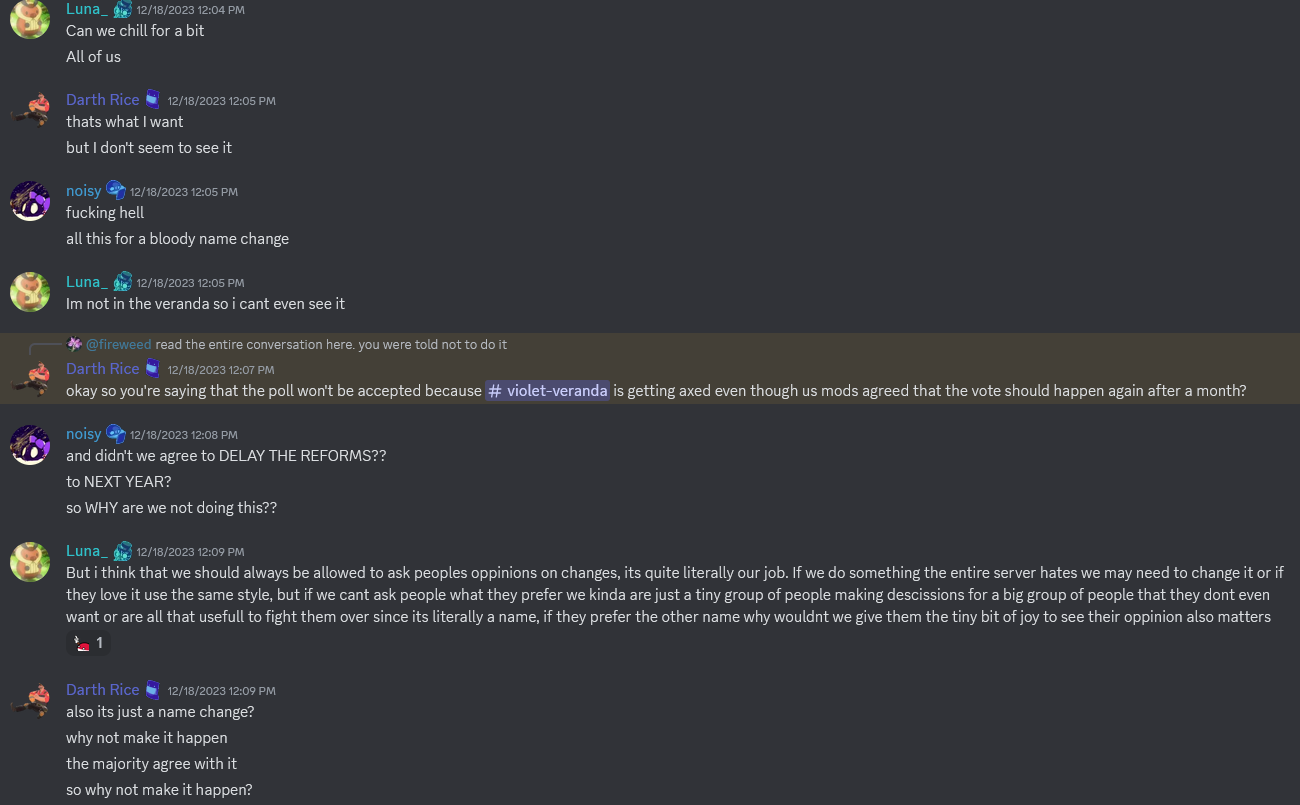 Luna_ 12/18/2023 12:04 PM
Can we chill for a bit
All of us
Darth Rice 12/18/2023 12:05 PM
thats what I want
but I don't seem to see it
noisy 12/18/2023 12:05 PM
fucking hell
all this for a bloody name change
Luna_ 12/18/2023 12:05 PM
Im not in the veranda so i cant even see it
@fireweed read the entire conversation here. you were told not to do it
Darth Rice 12/18/2023 12:07 PM
okay so you're saying that the poll won't be accepted because # violet-veranda is getting axed even though us mods agreed that the vote should happen again after a month?
noisy 12/18/2023 12:08 PM
and didn't we agree to DELAY THE REFORMS??
to NEXT YEAR?
so WHY are we not doing this??
Luna_ 12/18/2023 12:09 PM
But i think that we should always be allowed to ask peoples oppinions on changes, its quite literally our job. If we do something the entire server hates we may need to change it or if
they love it use the same style, but if we cant ask people what they prefer we kinda are just a tiny group of people making descissions for a big group of people that they dont even
want or are all that usefull to fight them over since its literally a name, if they prefer the other name why wouldnt we give them the tiny bit of joy to see their oppinion also matters
1
Darth Rice 12/18/2023 12:09 PM
also its just a name change?
why not make it happen
the majority agree with it
so why not make it happen?